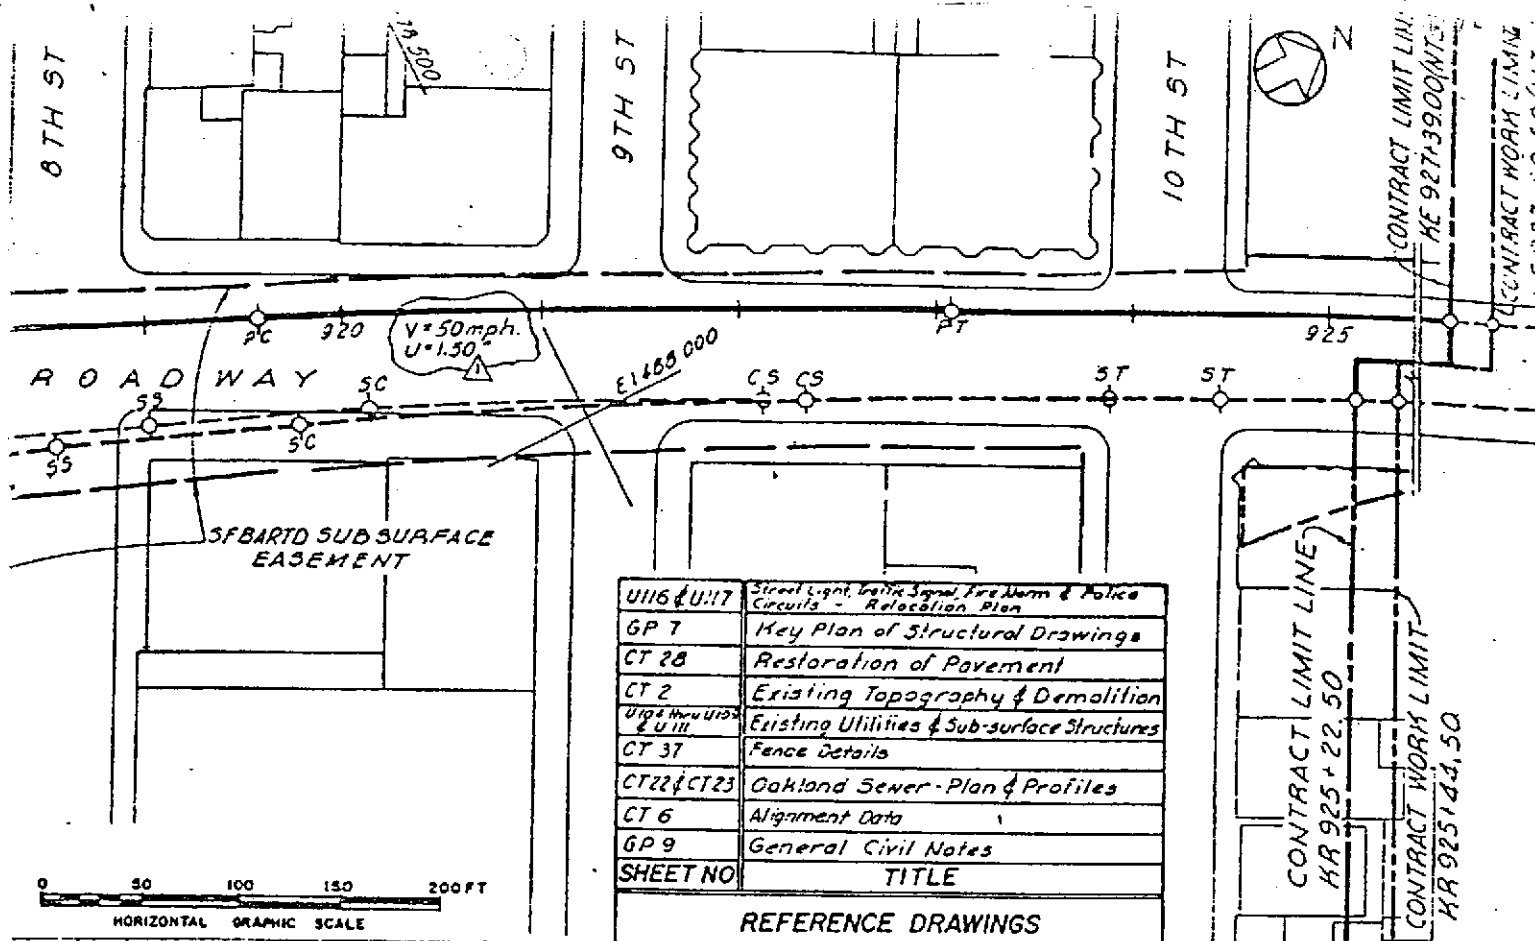 8TH ST
9TH ST
10TH ST
500
N
CONTRACT LIMIT
KE 927+39.00 (NTS
CONTRACT WORK LIMIT
PC
920
V=50mph.
U=1.50"
1
PT
925
ROADWAY
E1488000
SS
SC
CS
CS
ST
ST
SS
SC
SFBARTD SUBSURFACE
EASEMENT
U116 & U117 Street Light, Traffic Signal, Fire Alarm & Police
Circuits - Relocation Plan
GP 7 Key Plan of Structural Drawings
CT 28 Restoration of Pavement
CT 2 Existing Topography & Demolition
thru
& U111 Existing Utilities & Sub-surface Structures
CT 37 Fence Details
CT22 & CT23 Oakland Sewer - Plan & Profiles
CT 6 Alignment Data
GP 9 General Civil Notes
SHEET NO TITLE
REFERENCE DRAWINGS
CONTRACT LIMIT LINE
KR 925+22.50
CONTRACT WORK LIMIT
KR 925+44.50
0 50 100 150 200 FT
HORIZONTAL GRAPHIC SCALE